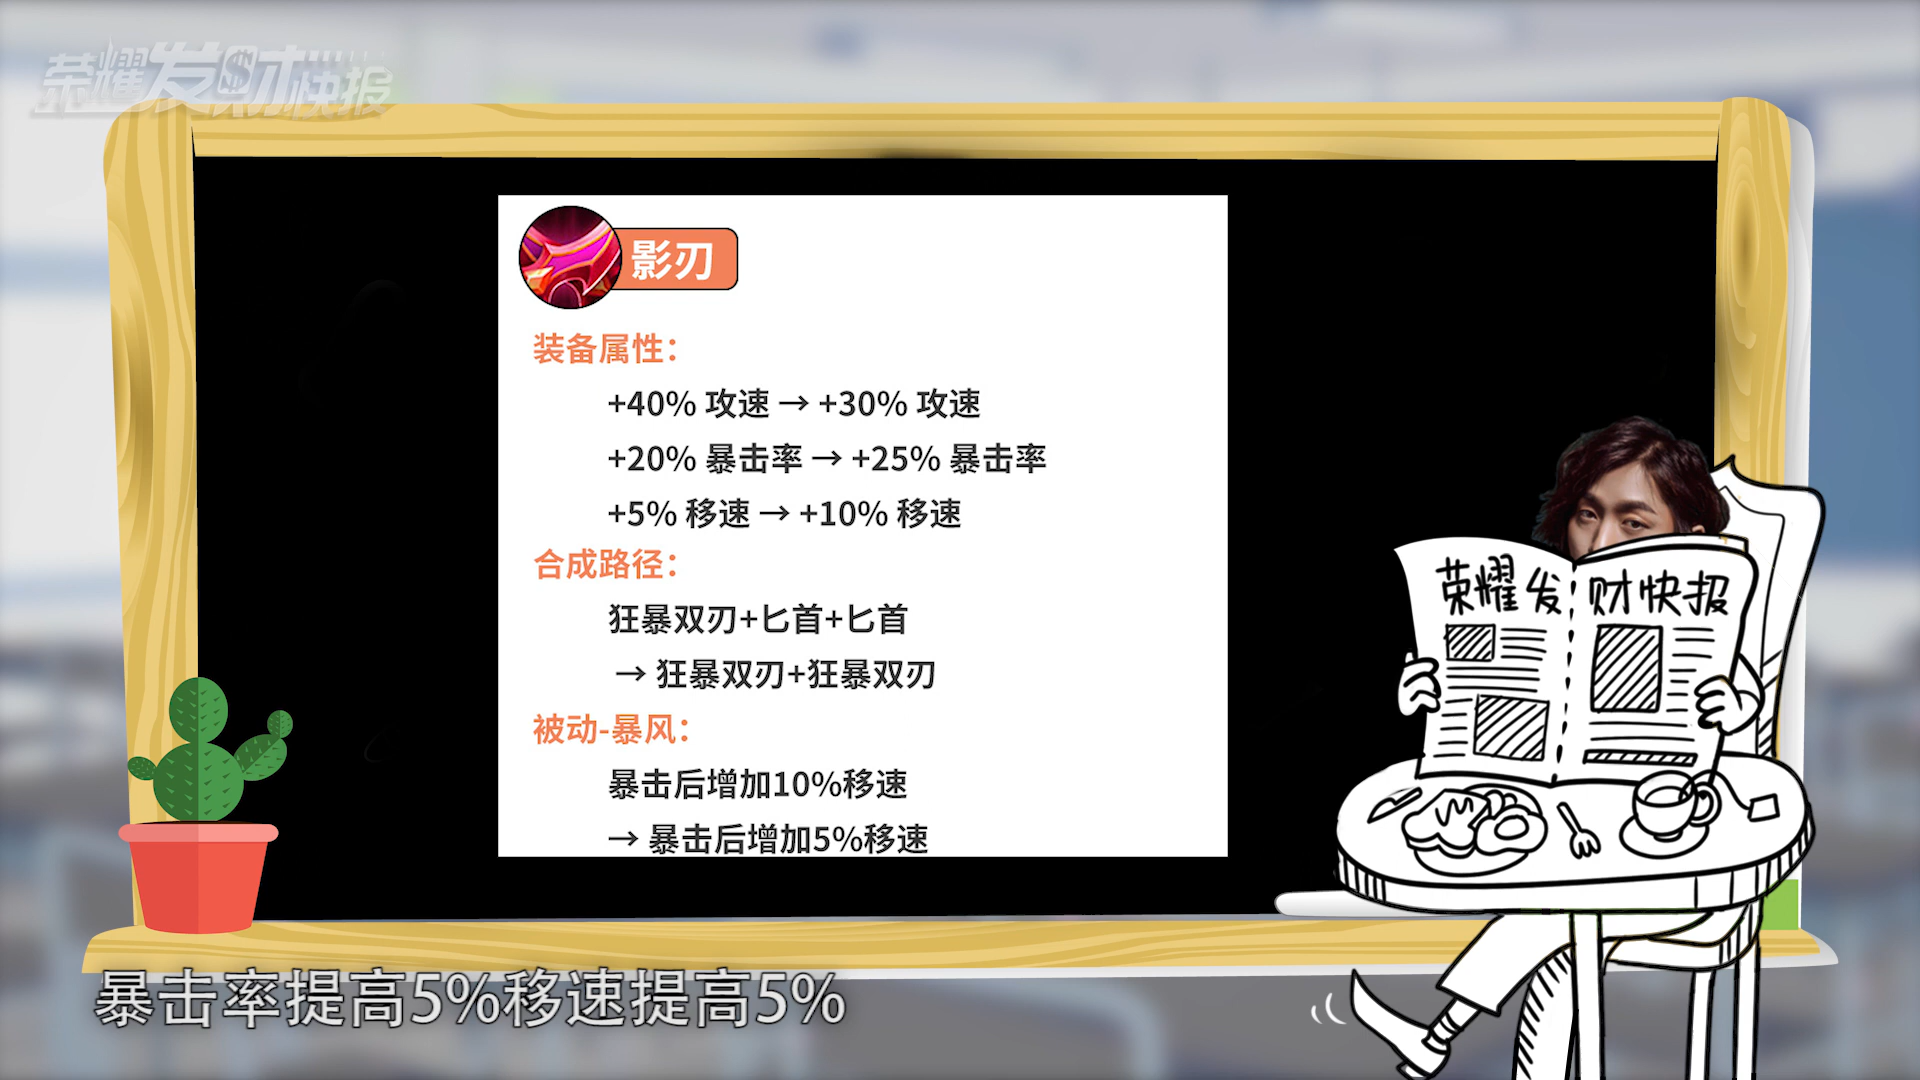 荣耀发财快报
影刃
装备属性：
+40% 攻速 → +30% 攻速
+20% 暴击率 → +25% 暴击率
+5% 移速 → +10% 移速
合成路径：
狂暴双刃+匕首+匕首
→ 狂暴双刃+狂暴双刃
被动-暴风：
暴击后增加10%移速
→ 暴击后增加5%移速
荣耀发财快报
暴击率提高5%移速提高5%